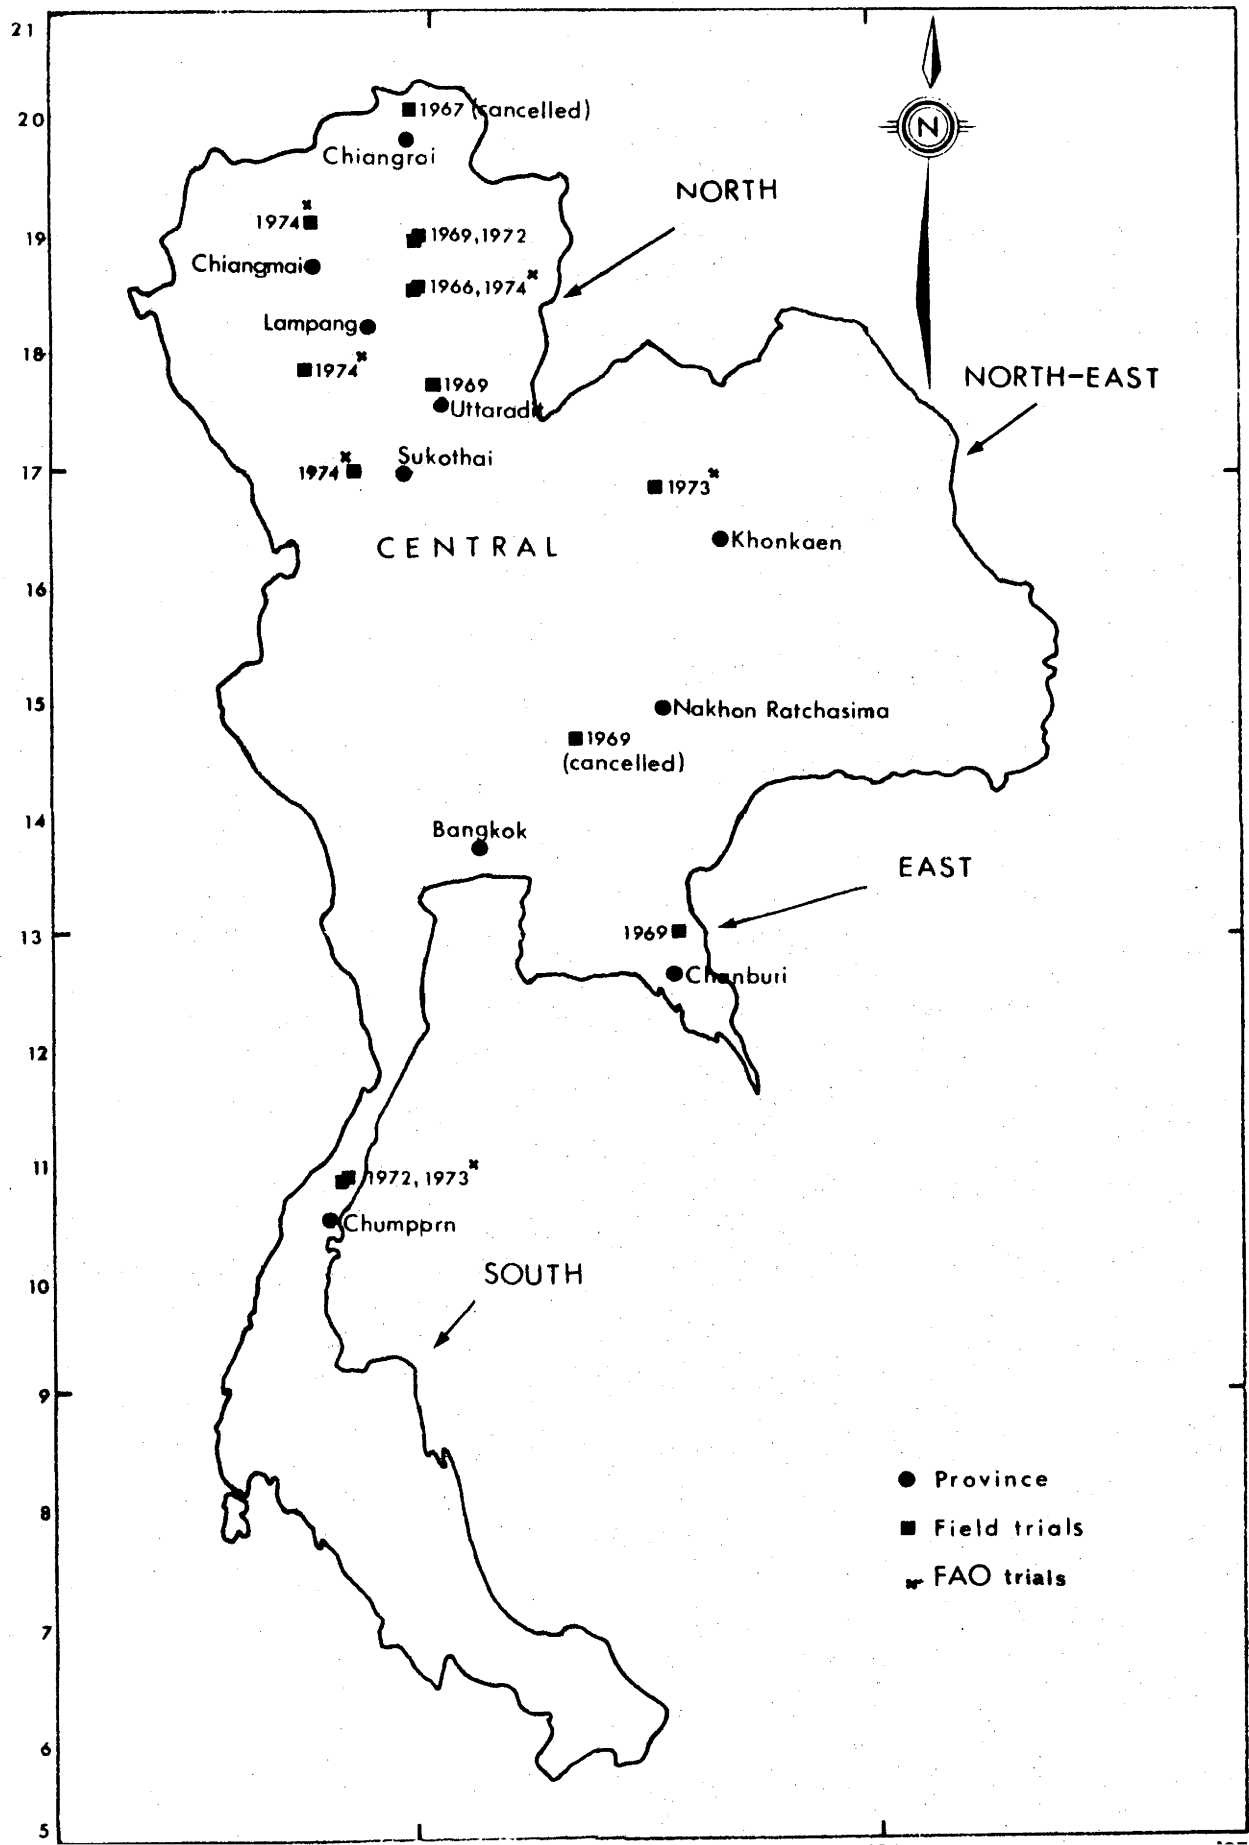 21
1967 (cancelled)
20
N
Chiangrai
NORTH
1974 x
19
1969,1972
Chiangmai
1966,1974 x
Lampang
18
1974 x
1969
NORTH-EAST
Uttaradit
Sukothai
17
1974 x
1973 x
Khonkaen
CENTRAL
16
15
Nakhon Ratchasima
1969
(cancelled)
14
Bangkok
EAST
13
1969
Chanburi
12
11
1972, 1973 x
Chumpprn
SOUTH
10
9
Province
8
Field trials
x FAO trials
7
6
5